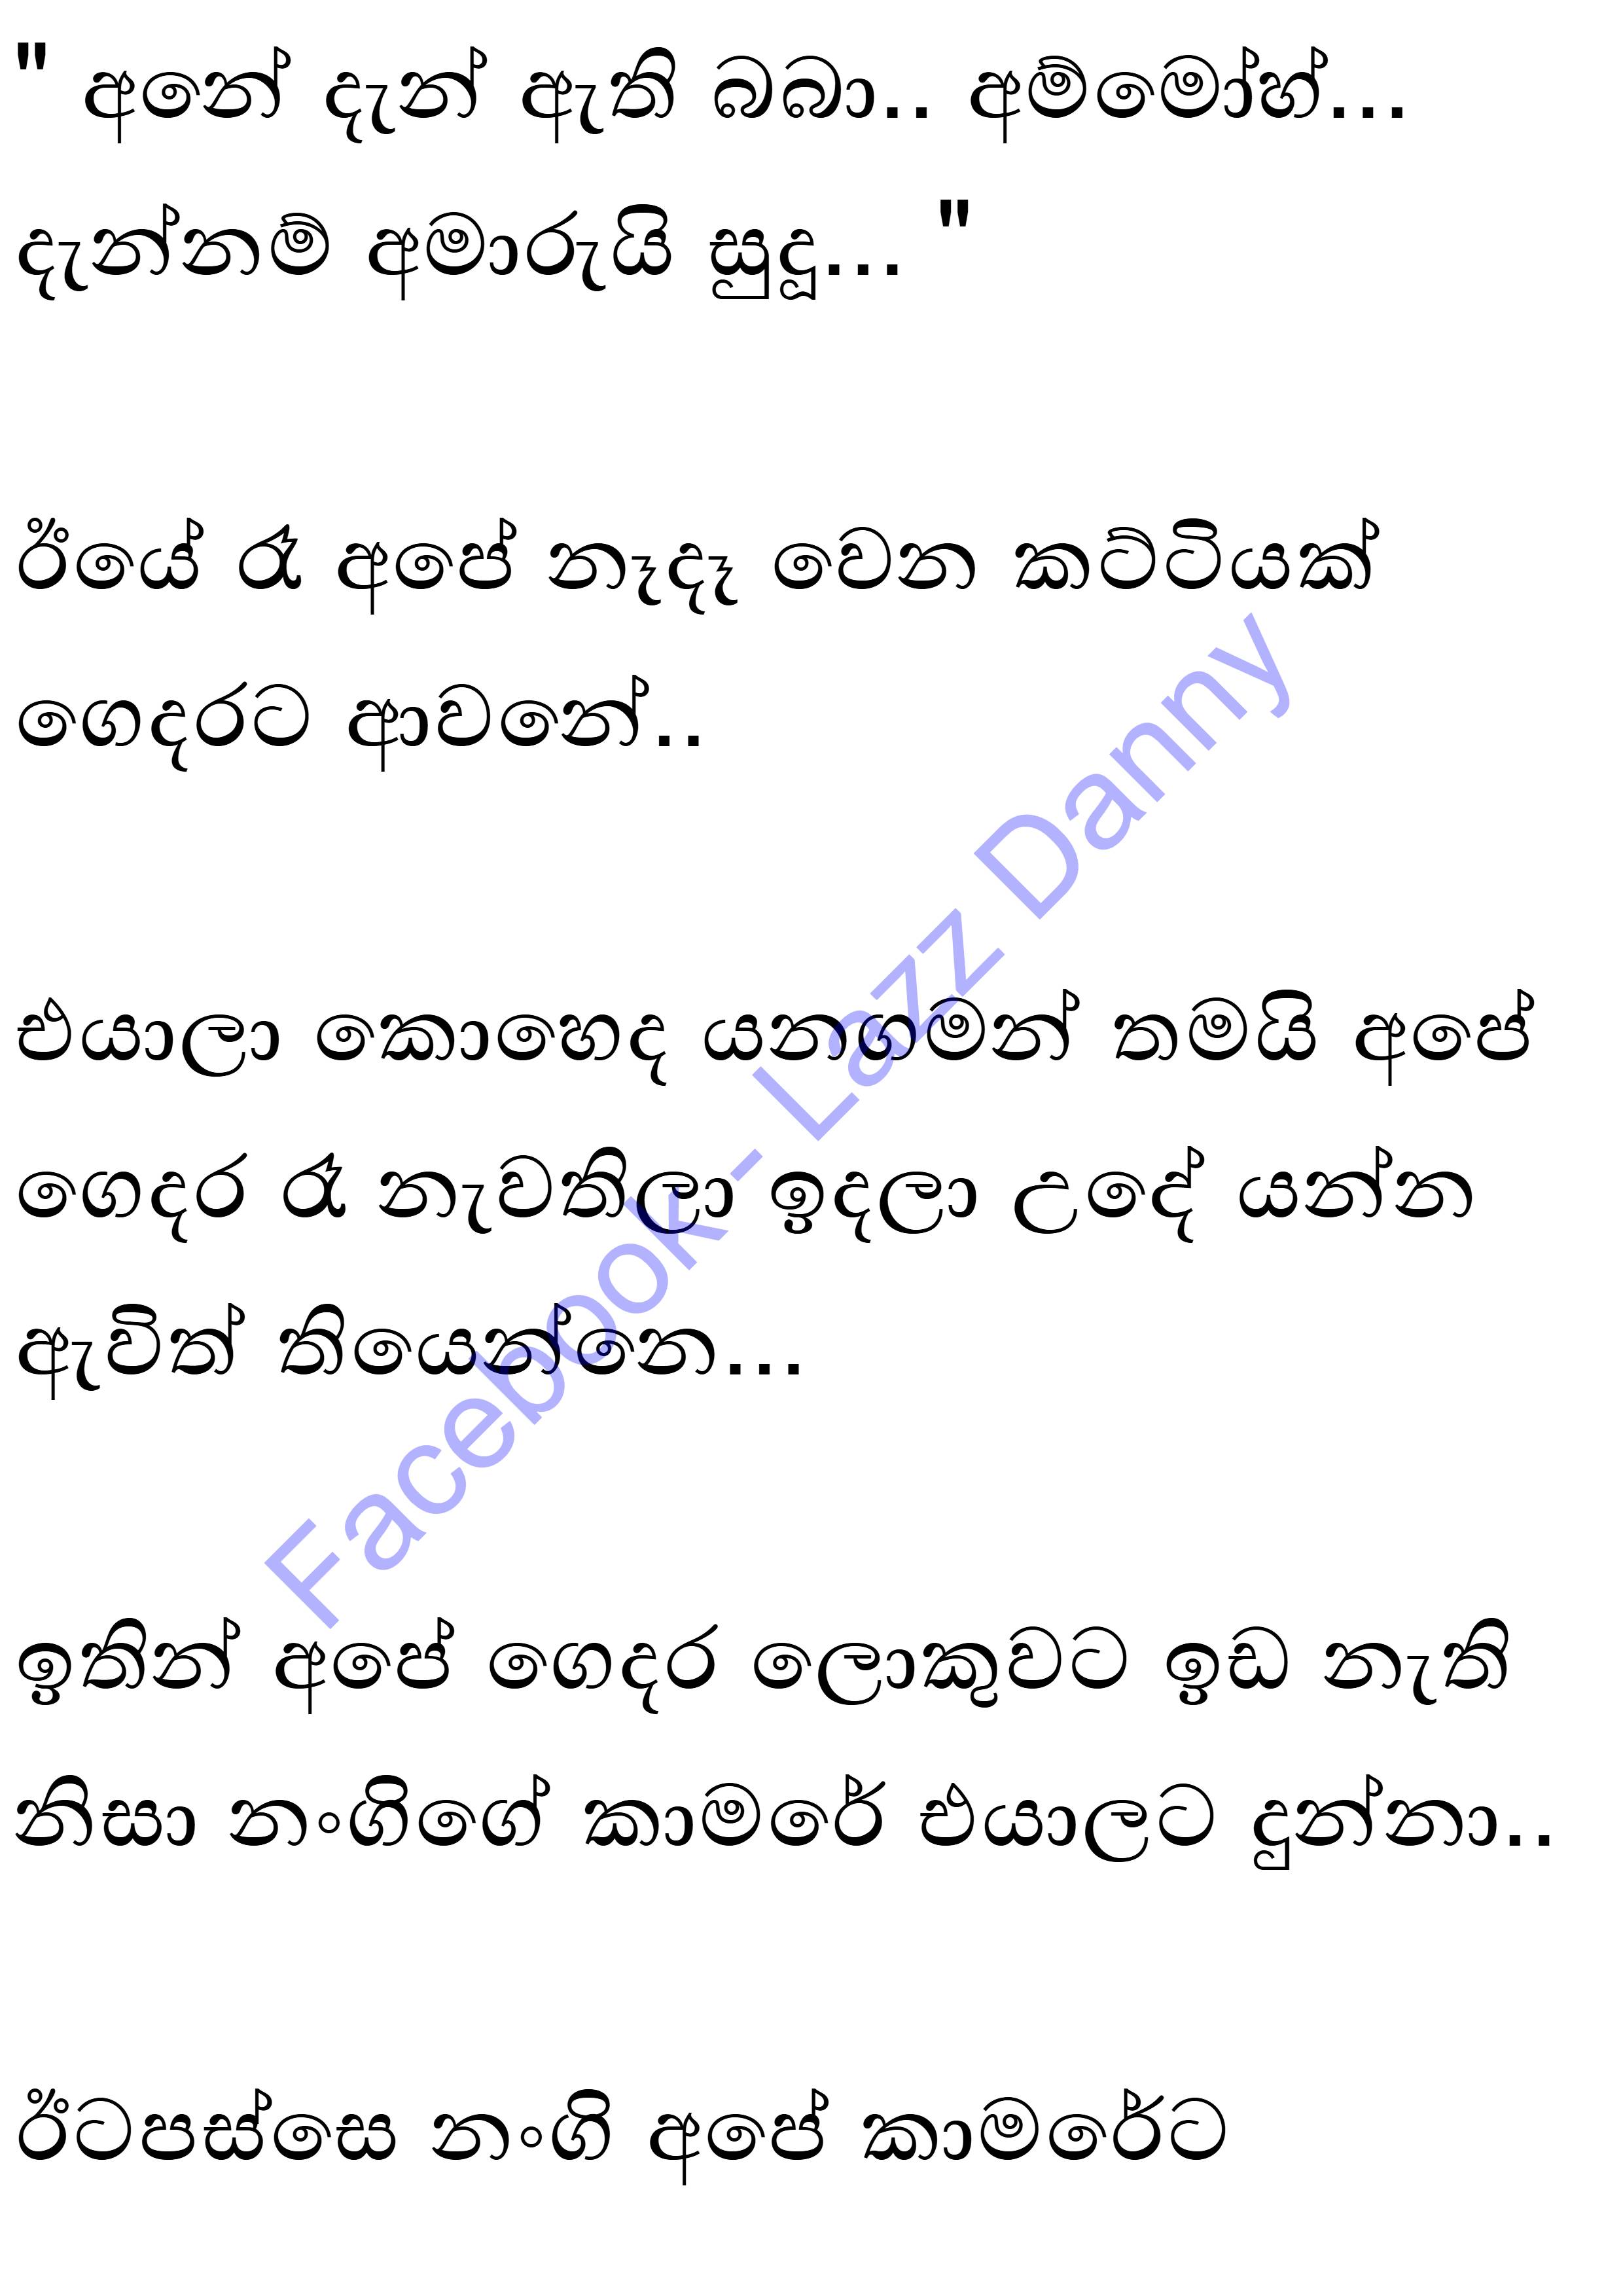 " අනේ දැන් ඇති බබා.. අම්මෝහ්...
දැන්නම් අමාරුයි සුදූ... "
ඊයේ රෑ අපේ නෑදෑ වෙන කට්ටියක්
ගෙදරට ආවනේ..
එයාලා කොහෙද යනගමන් තමයි අපේ
ගෙදර රෑ නැවතිලා ඉදලා උදේ යන්න
ඇවිත් තියෙන්නෙ...
ඉතින් අපේ ගෙදර ලොකුවට ඉඩ නැති
නිසා නංගිගේ කාමරේ එයාලට දුන්නා..
ඊටපස්සෙ නංගි අපේ කාමරේට
Facebook - Lazz Danny